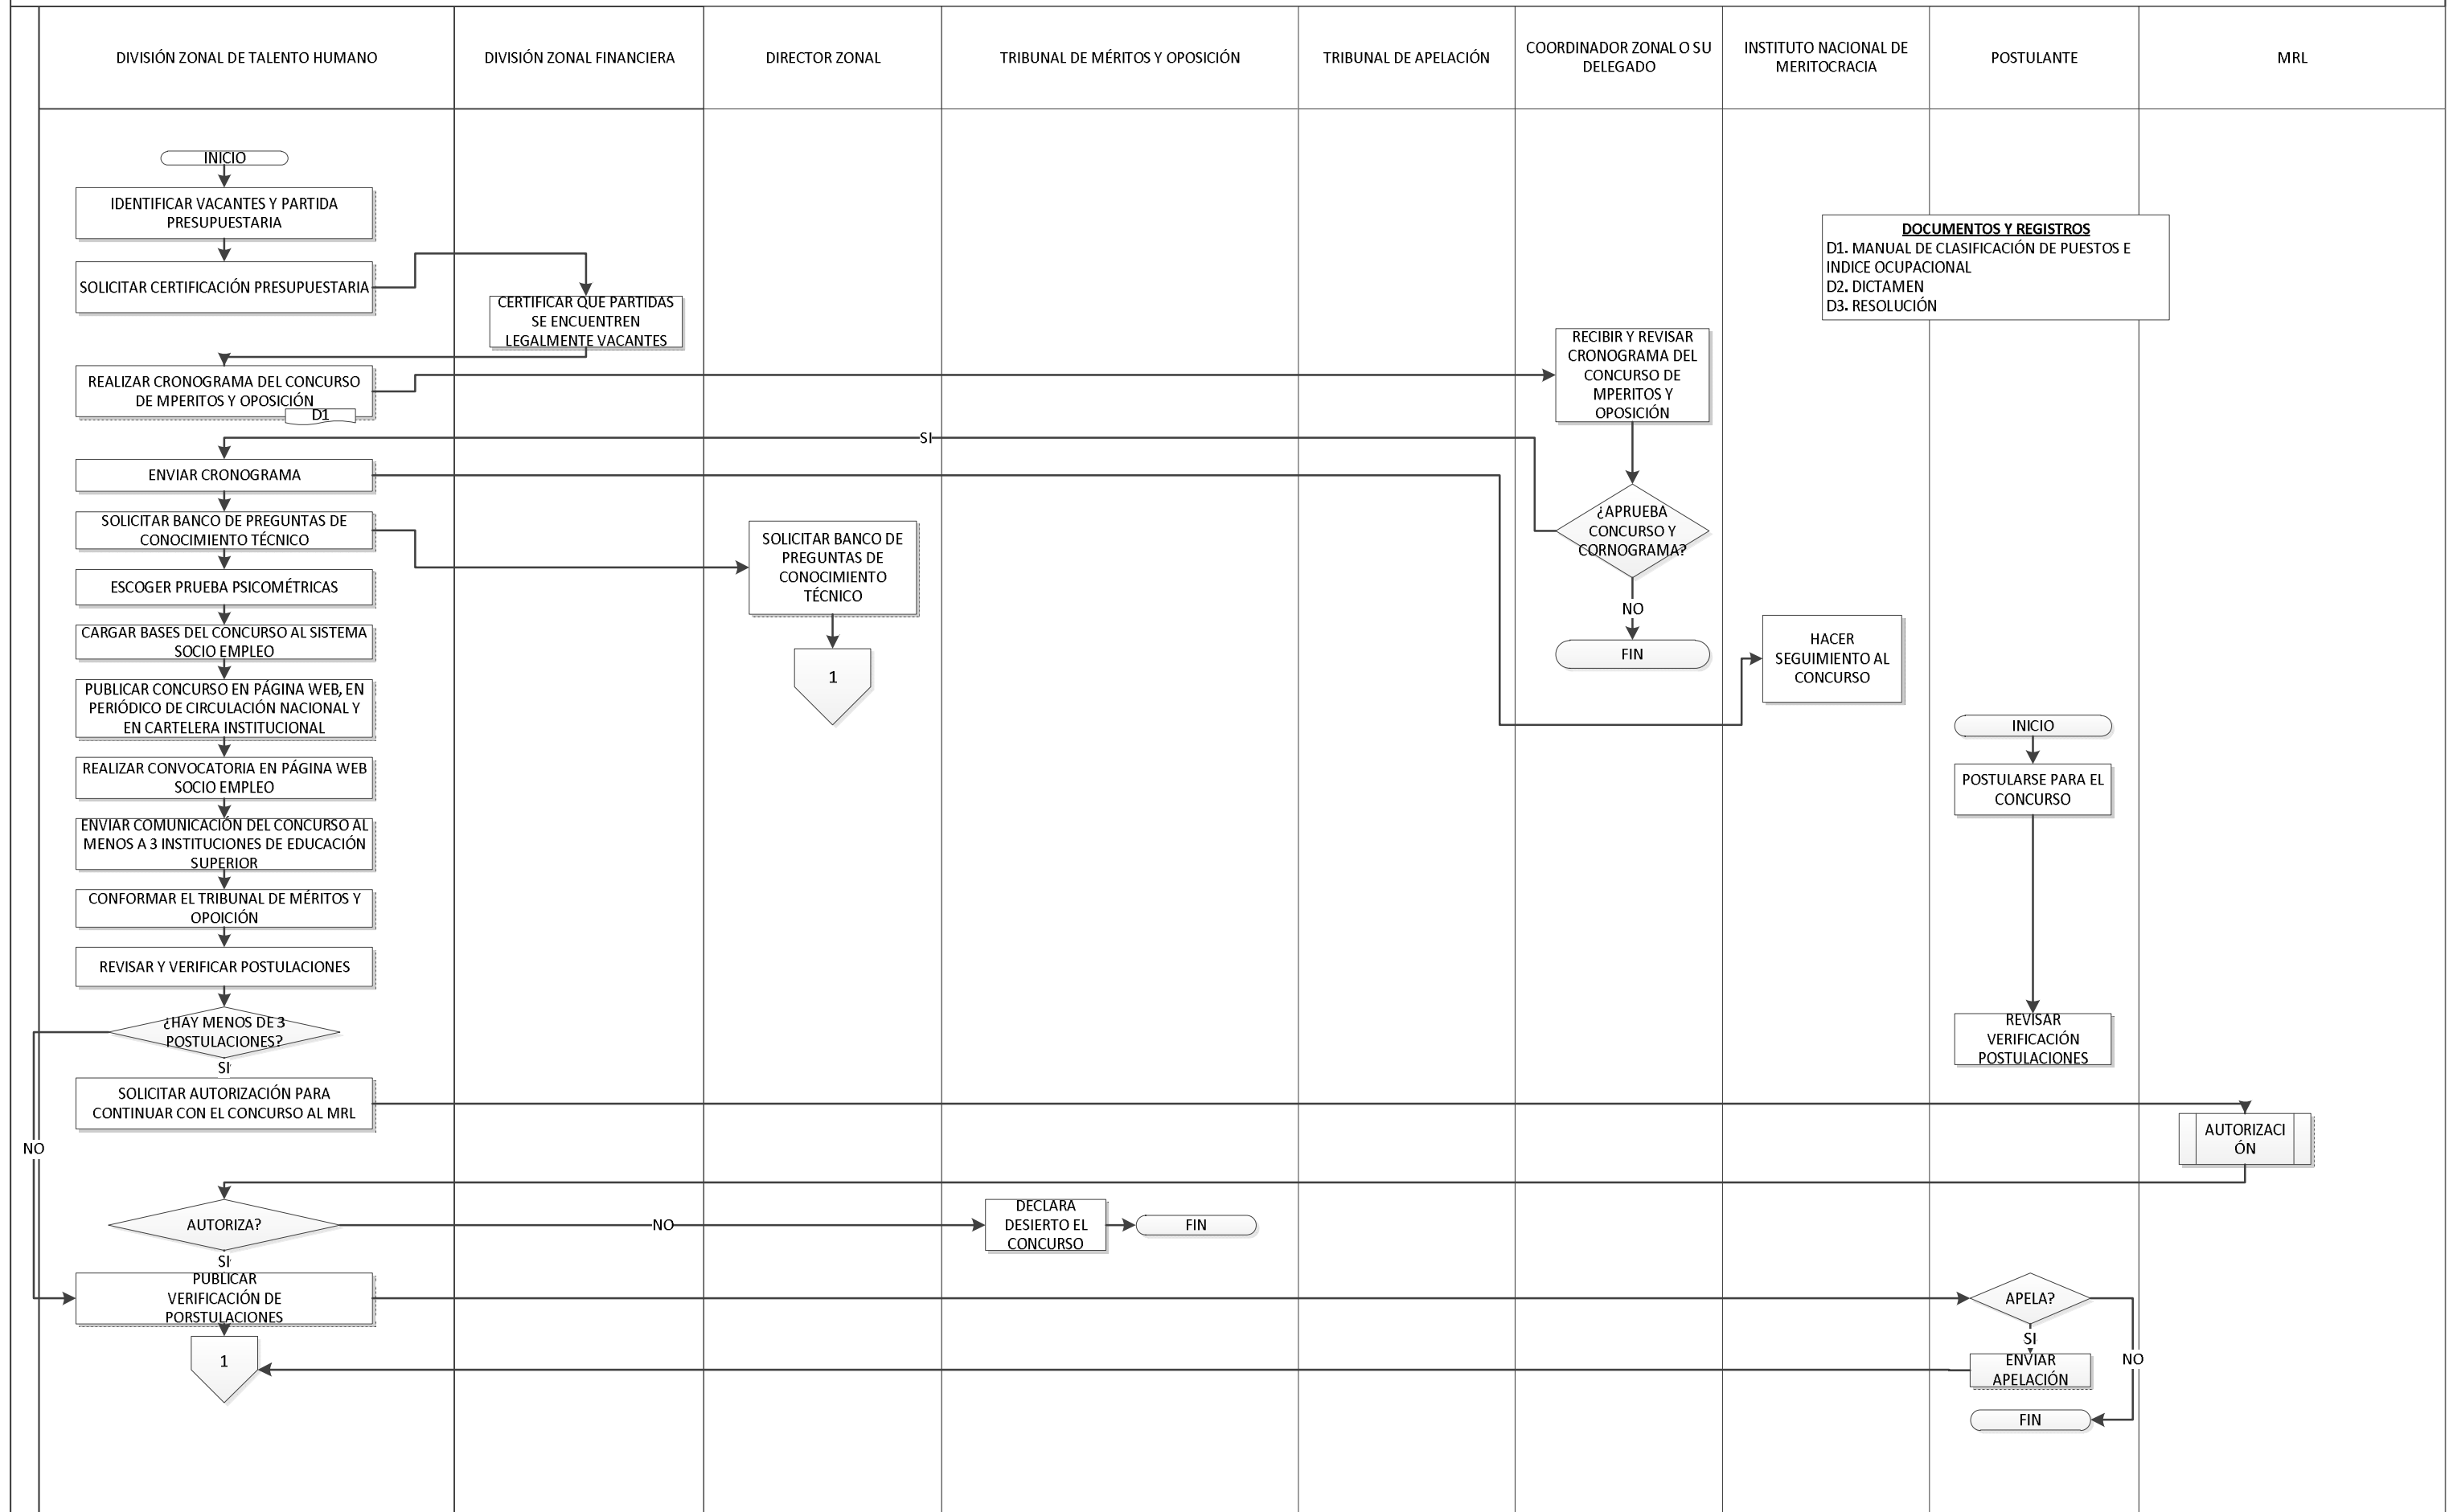 DIVISIÓN ZONAL DE TALENTO HUMANO
DIVISIÓN ZONAL FINANCIERA
DIRECTOR ZONAL
TRIBUNAL DE MÉRITOS Y OPOSICIÓN
TRIBUNAL DE APELACIÓN
COORDINADOR ZONAL O SU
DELEGADO
INSTITUTO NACIONAL DE
MERITOCRACIA
POSTULANTE
MRL
INICIO
IDENTIFICAR VACANTES Y PARTIDA
PRESUPUESTARIA
SOLICITAR CERTIFICACIÓN PRESUPUESTARIA
CERTIFICAR QUE PARTIDAS
SE ENCUENTREN
LEGALMENTE VACANTES
DOCUMENTOS Y REGISTROS
D1. MANUAL DE CLASIFICACIÓN DE PUESTOS E
INDICE OCUPACIONAL
D2. DICTAMEN
D3. RESOLUCIÓN
REALIZAR CRONOGRAMA DEL CONCURSO
DE MPERITOS Y OPOSICIÓN
D1
RECIBIR Y REVISAR
CRONOGRAMA DEL
CONCURSO DE
MPERITOS Y
OPOSICIÓN
SI
ENVIAR CRONOGRAMA
¿APRUEBA
CONCURSO Y
CORNOGRAMA?
NO
FIN
SOLICITAR BANCO DE PREGUNTAS DE
CONOCIMIENTO TÉCNICO
SOLICITAR BANCO DE
PREGUNTAS DE
CONOCIMIENTO
TÉCNICO
1
ESCOGER PRUEBA PSICOMÉTRICAS
CARGAR BASES DEL CONCURSO AL SISTEMA
SOCIO EMPLEO
HACER
SEGUIMIENTO AL
CONCURSO
PUBLICAR CONCURSO EN PÁGINA WEB, EN
PERIÓDICO DE CIRCULACIÓN NACIONAL Y
EN CARTELERA INSTITUCIONAL
INICIO
REALIZAR CONVOCATORIA EN PÁGINA WEB
SOCIO EMPLEO
POSTULARSE PARA EL
CONCURSO
ENVIAR COMUNICACIÓN DEL CONCURSO AL
MENOS A 3 INSTITUCIONES DE EDUCACIÓN
SUPERIOR
CONFORMAR EL TRIBUNAL DE MÉRITOS Y
OPOICIÓN
REVISAR Y VERIFICAR POSTULACIONES
¿HAY MENOS DE 3
POSTULACIONES?
SI
REVISAR
VERIFICACIÓN
POSTULACIONES
SOLICITAR AUTORIZACIÓN PARA
CONTINUAR CON EL CONCURSO AL MRL
NO
AUTORIZACI
ÓN
AUTORIZA?
NO
DECLARA
DESIERTO EL
CONCURSO
FIN
SI
PUBLICAR
VERIFICACIÓN DE
PORSTULACIONES
APELA?
SI
NO
1
ENVIAR
APELACIÓN
FIN